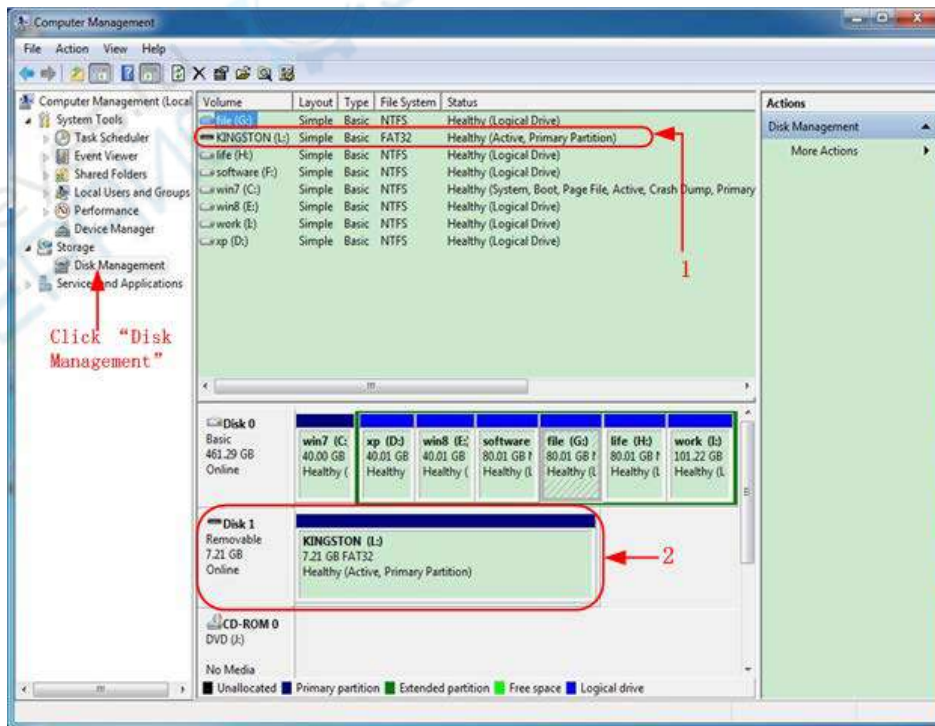 Computer Management
File Action View Help
Computer Management (Local
System Tools
Task Scheduler
Event Viewer
Shared Folders
Local Users and Groups
Performance
Device Manager
Storage
Disk Management
Services and Applications
Click “Disk
Management”
Volume Layout Type File System Status
file (G:) Simple Basic NTFS Healthy (Logical Drive)
KINGSTON (L:) Simple Basic FAT32 Healthy (Active, Primary Partition)
life (H:) Simple Basic NTFS Healthy (Logical Drive)
software (F:) Simple Basic NTFS Healthy (Logical Drive)
win7 (C:) Simple Basic NTFS Healthy (System, Boot, Page File, Active, Crash Dump, Primary
win8 (E:) Simple Basic NTFS Healthy (Logical Drive)
work (I:) Simple Basic NTFS Healthy (Logical Drive)
xp (D:) Simple Basic NTFS Healthy (Logical Drive)
1
Actions
Disk Management
More Actions
Disk 0
Basic
461.29 GB
Online
win7 (C:
40.00 GB
Healthy (
xp (D:)
40.01 GB
Healthy
win8 (E:
40.01 GB
Healthy (
software
80.01 GB
Healthy (L
file (G:)
80.01 GB
Healthy (L
life (H:)
80.01 GB
Healthy (L
work (I:)
101.22 GB
Healthy (L
Disk 1
Removable
7.21 GB
Online
KINGSTON (L:)
7.21 GB FAT32
Healthy (Active, Primary Partition)
2
CD-ROM 0
DVD (J:)
No Media
Unallocated Primary partition Extended partition Free space Logical drive